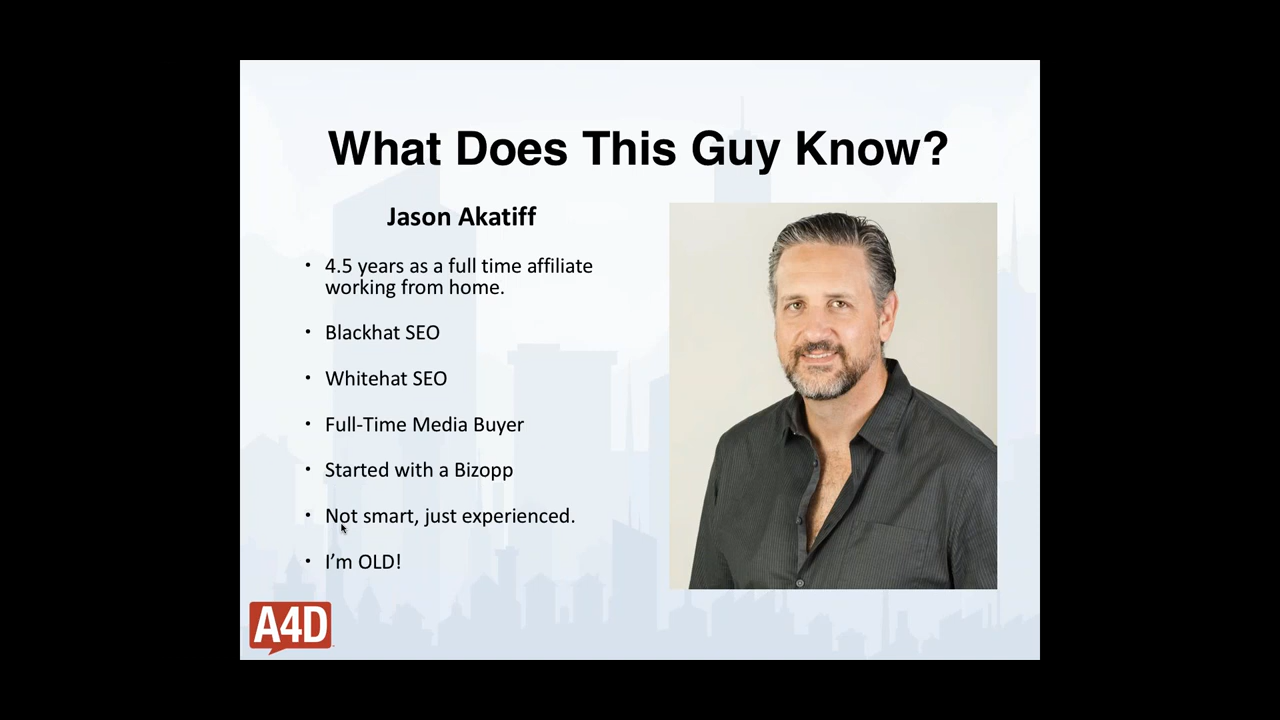 What Does This Guy Know?
Jason Akatiff
• 4.5 years as a full time affiliate
working from home.
• Blackhat SEO
• Whitehat SEO
• Full-Time Media Buyer
• Started with a Bizopp
• Not smart, just experienced.
• I'm OLD!
A4D